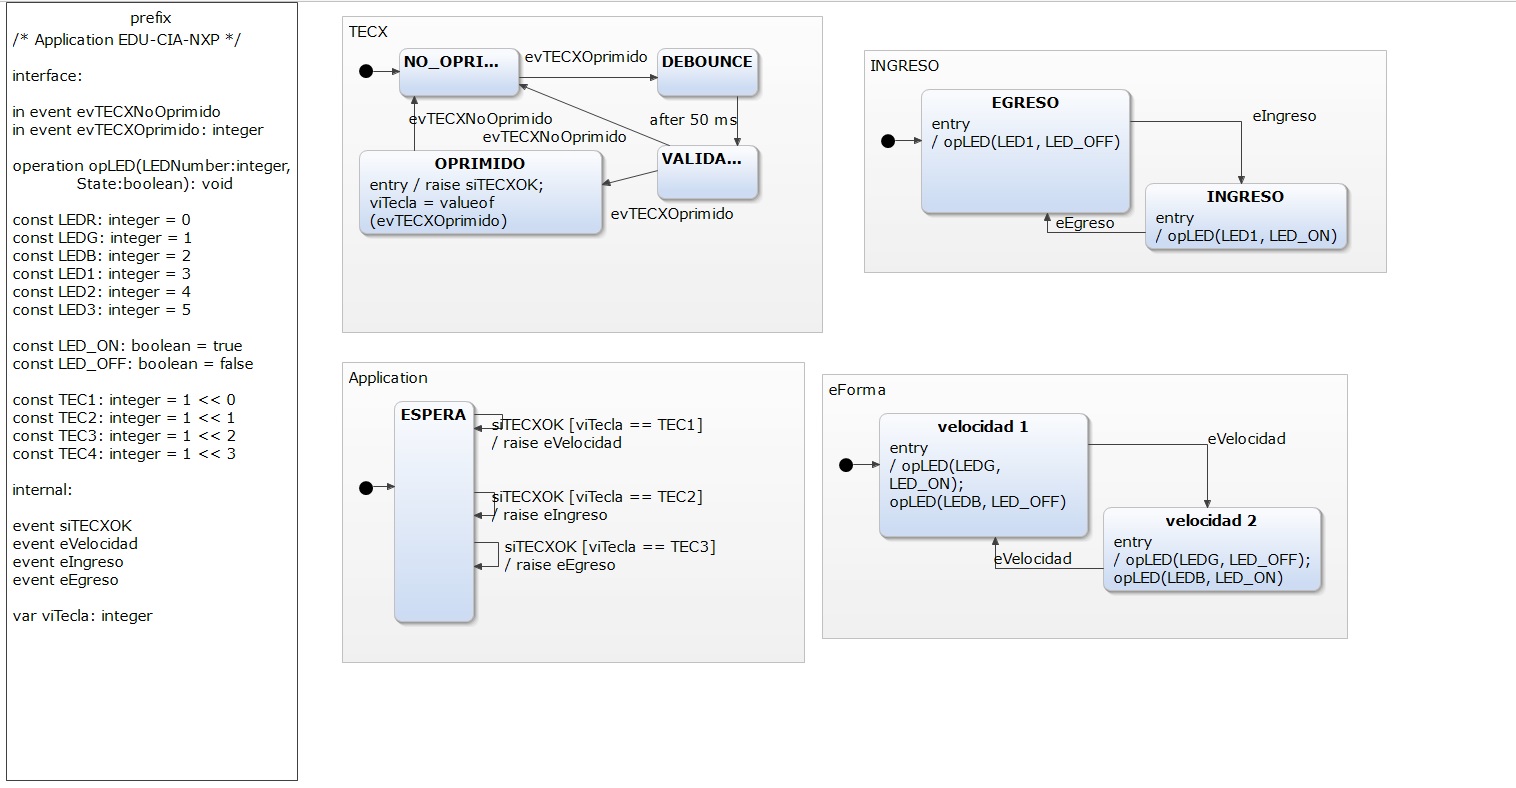 prefix
/* Application EDU-CIA-NXP */
interface:
in event evTECXNoOprimido
in event evTECXOprimido: integer
operation opLED(LEDNumber:integer,
State:boolean): void
const LEDR: integer = 0
const LEDG: integer = 1
const LEDB: integer = 2
const LED1: integer = 3
const LED2: integer = 4
const LED3: integer = 5
const LED_ON: boolean = true
const LED_OFF: boolean = false
const TEC1: integer = 1 << 0
const TEC2: integer = 1 << 1
const TEC3: integer = 1 << 2
const TEC4: integer = 1 << 3
internal:
event siTECXOK
event eVelocidad
event eIngreso
event eEgreso
var viTecla: integer
TECX
NO_OPRI...
evTECXOprimido
DEBOUNCE
evTECXNoOprimido
after 50 ms
evTECXNoOprimido
OPRIMIDO
entry / raise siTECXOK;
viTecla = valueof
(evTECXOprimido)
VALIDA...
evTECXOprimido
INGRESO
EGRESO
entry
/ opLED(LED1, LED_OFF)
eIngreso
INGRESO
entry
/ opLED(LED1, LED_ON)
eEgreso
Application
ESPERA
siTECXOK [viTecla == TEC1]
/ raise eVelocidad
siTECXOK [viTecla == TEC2]
/ raise eIngreso
siTECXOK [viTecla == TEC3]
/ raise eEgreso
eForma
velocidad 1
entry
/ opLED(LEDG,
LED_ON);
opLED(LEDB, LED_OFF)
eVelocidad
velocidad 2
entry
/ opLED(LEDG, LED_OFF);
opLED(LEDB, LED_ON)
eVelocidad